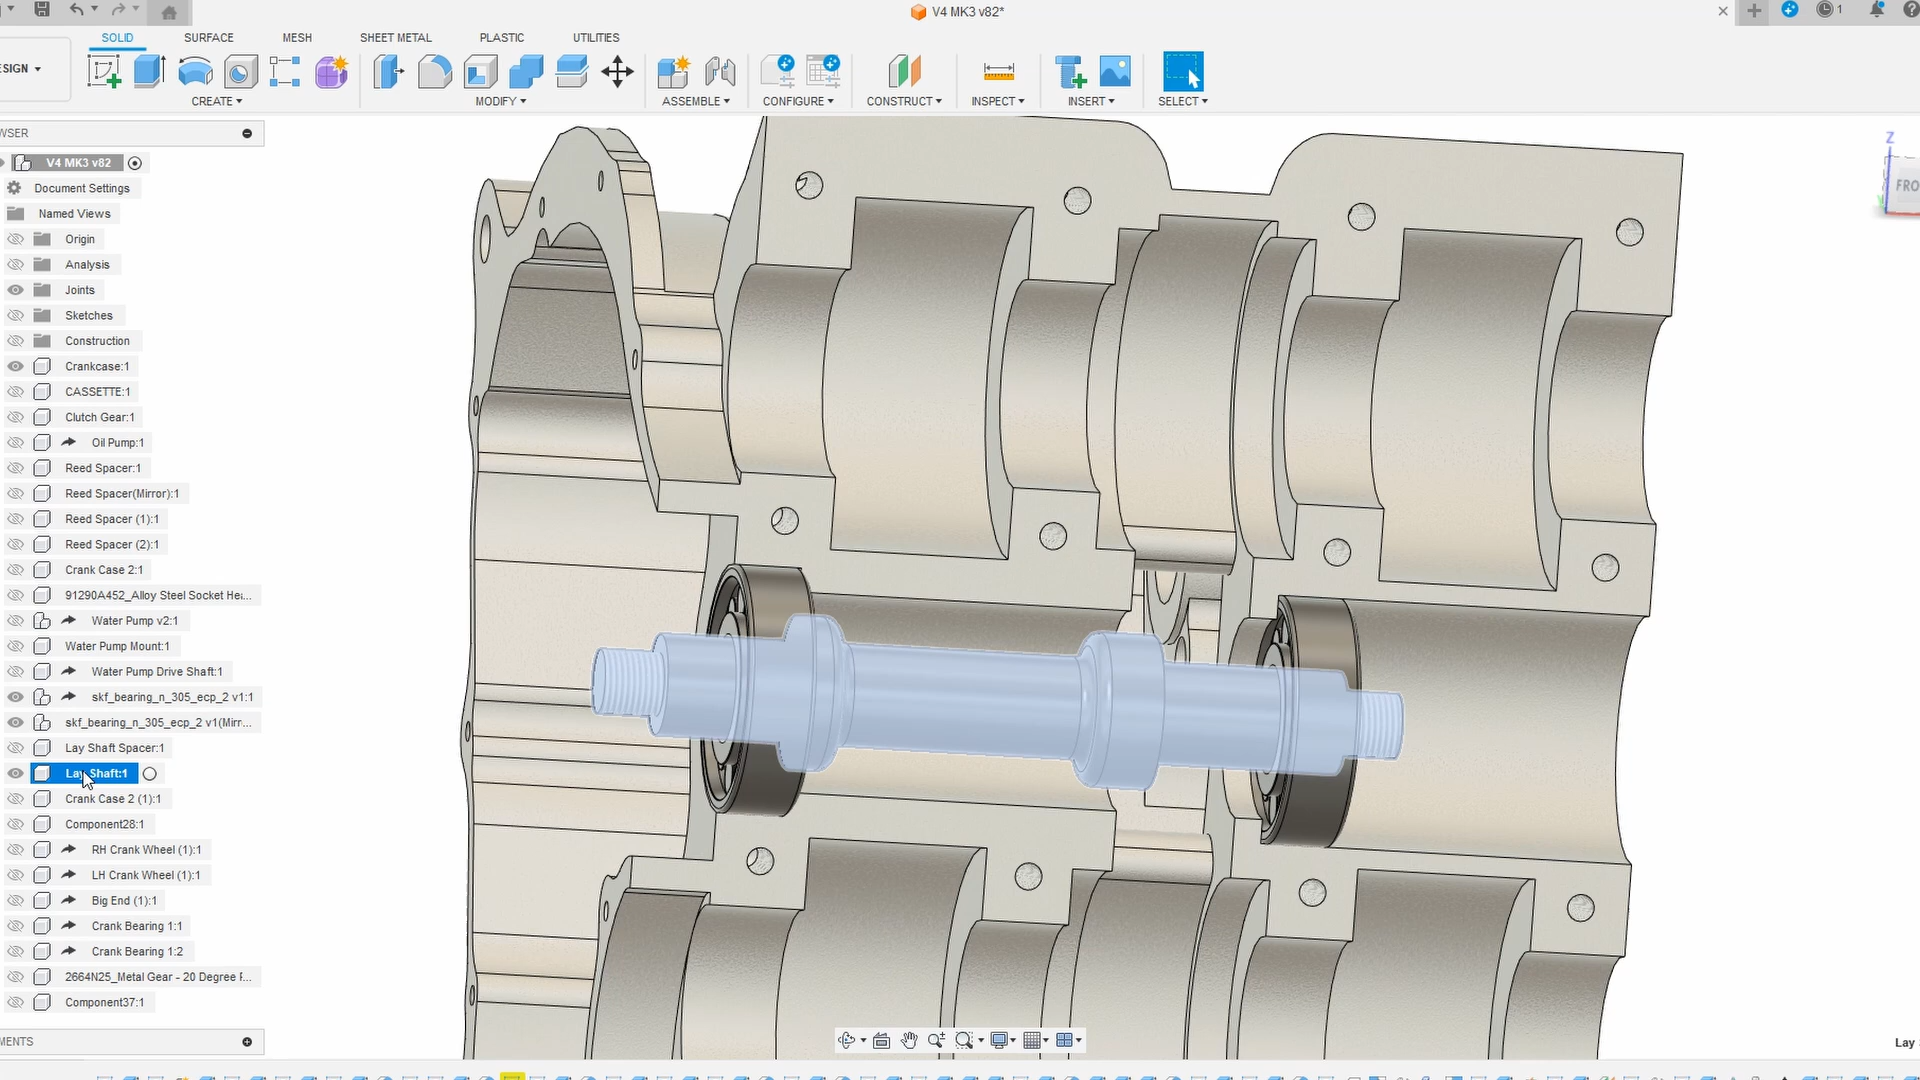 V4 MK3 v82*
1
SOLID
SURFACE
MESH
SHEET METAL
PLASTIC
UTILITIES
ESIGN
CREATE
MODIFY
ASSEMBLE
CONFIGURE
CONSTRUCT
INSPECT
INSERT
SELECT
WSER
V4 MK3 v82
Document Settings
Named Views
Origin
Analysis
Joints
Sketches
Construction
Crankcase:1
CASSETTE:1
Clutch Gear:1
Oil Pump:1
Reed Spacer:1
Reed Spacer(Mirror):1
Reed Spacer (1):1
Reed Spacer (2):1
Crank Case 2:1
91290A452_Alloy Steel Socket He...
Water Pump v2:1
Water Pump Mount:1
Water Pump Drive Shaft:1
skf_bearing_n_305_ecp_2 v1:1
skf_bearing_n_305_ecp_2 v1(Mirr...
Lay Shaft Spacer:1
Lay Shaft:1
Crank Case 2 (1):1
Component28:1
RH Crank Wheel (1):1
LH Crank Wheel (1):1
Big End (1):1
Crank Bearing 1:1
Crank Bearing 1:2
2664N25_Metal Gear - 20 Degree F...
Component37:1
MENTS
Z
FRO
Lay